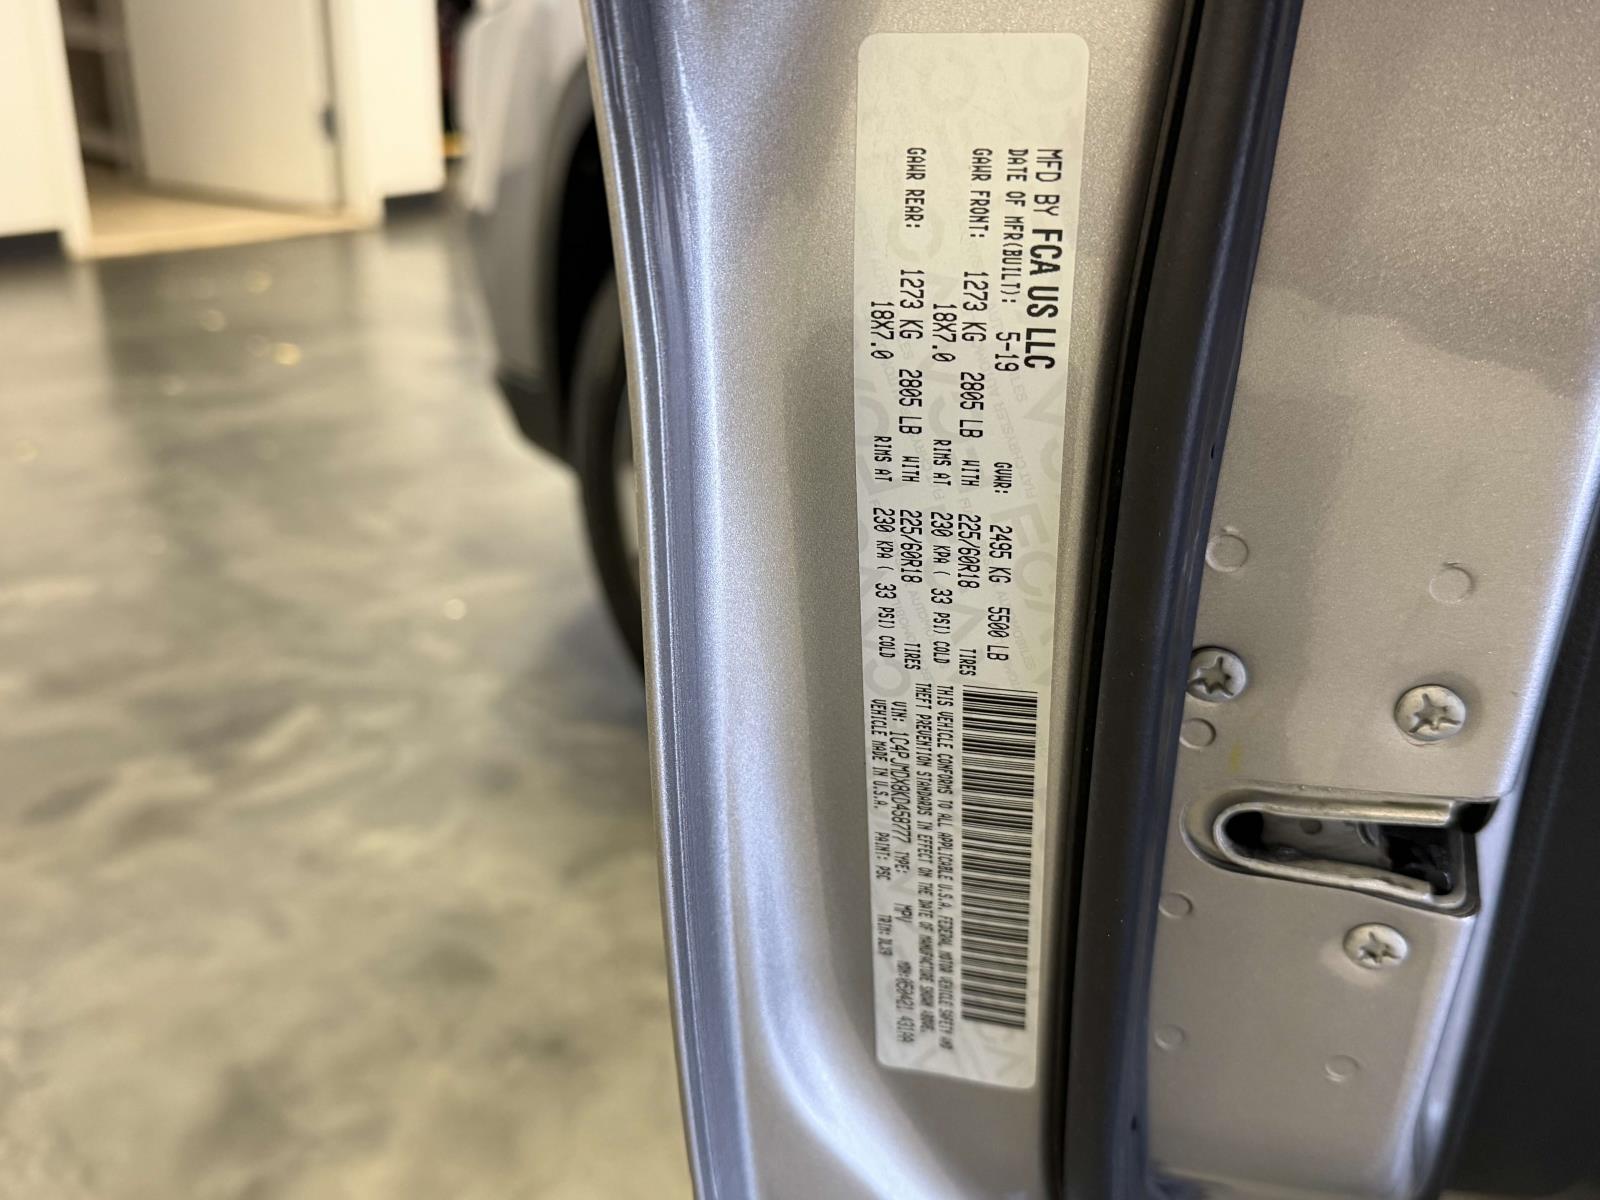 MFD BY FCA US LLC
DATE OF MFR(BUILT): 5-19 GVWR: 2495 KG 5500 LB
GAWR FRONT: 1273 KG 2805 LB WITH 225/60R18 TIRES
18X7.0 RIMS AT 230 KPA ( 33 PSI) COLD
GAWR REAR: 1273 KG 2805 LB WITH 225/60R18 TIRES
18X7.0 RIMS AT 230 KPA ( 33 PSI) COLD
THIS VEHICLE CONFORMS TO ALL APPLICABLE U.S.A. FEDERAL MOTOR VEHICLE SAFETY AND
THEFT PREVENTION STANDARDS IN EFFECT ON THE DATE OF MANUFACTURE SHOWN ABOVE.
VIN: 1C4PJMDX8KD458777 TYPE: MPV
VEHICLE MADE IN U.S.A. PAINT: PSC TRIM: